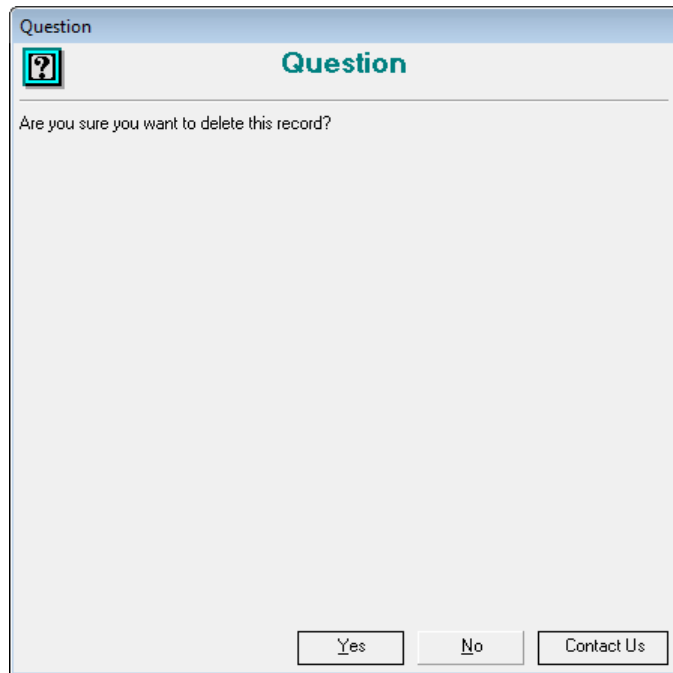 Question
Question
Are you sure you want to delete this record?
Yes No Contact Us